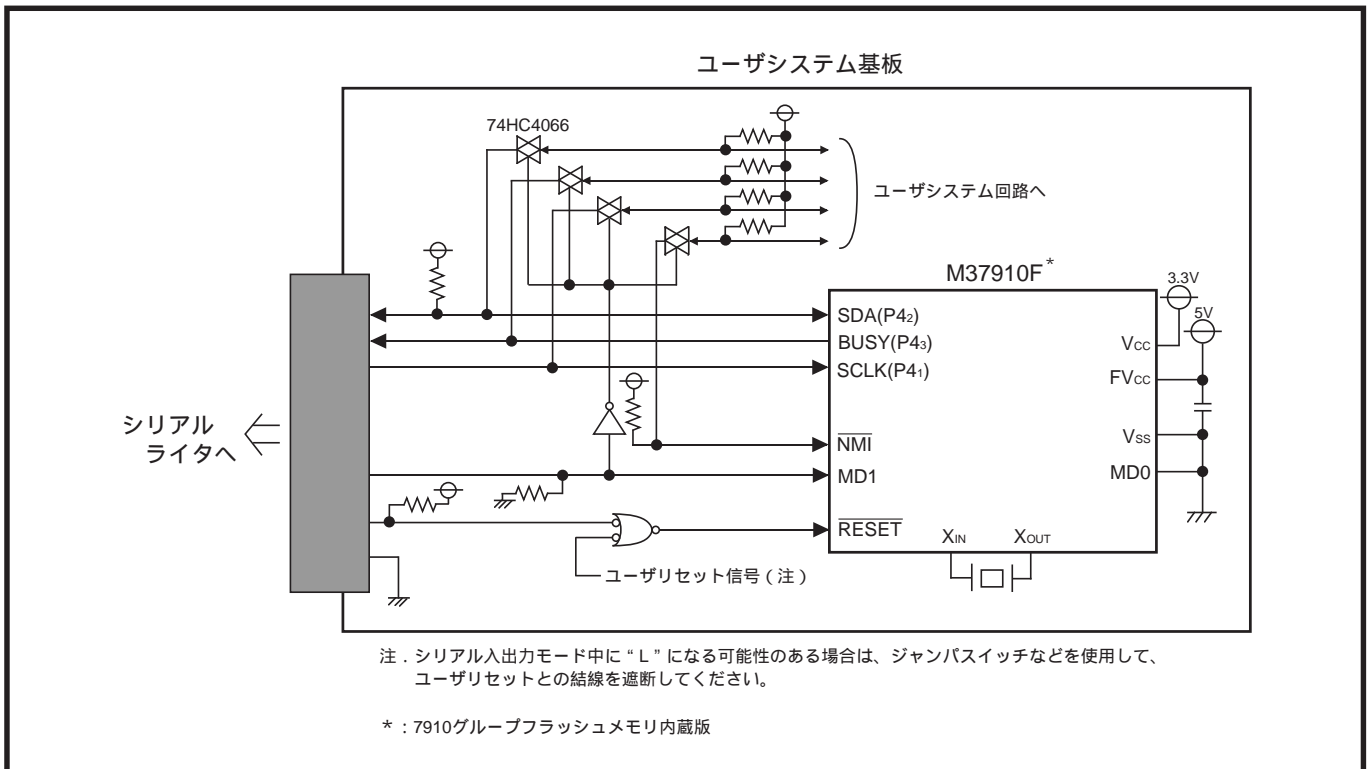 ユーザシステム基板
74HC4066
ユーザシステム回路へ
M37910F*
3.3V
5V
SDA(P4₂)
BUSY(P4₃)
SCLK(P4₁)
VCC
FVCC
シリアル
ライタへ
NMI
VSS
MD1
MD0
RESET
XIN
XOUT
ユーザリセット信号(注)
注.シリアル入出力モード中に“L”になる可能性のある場合は、ジャンパスイッチなどを使用して、
ユーザリセットとの結線を遮断してください。
*:7910グループフラッシュメモリ内蔵版